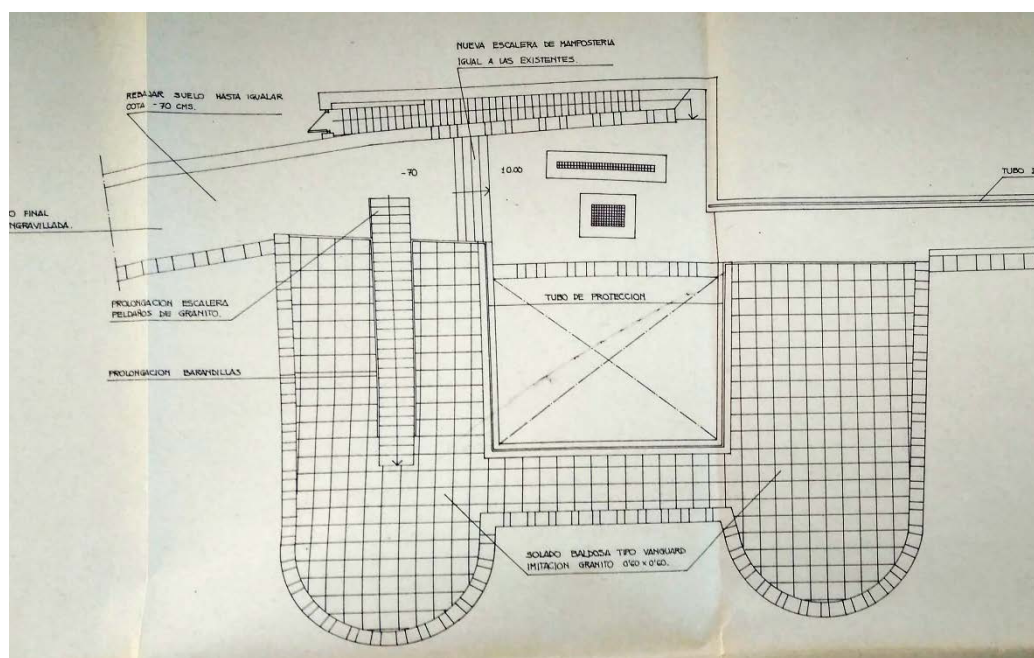 NUEVA ESCALERA DE MAMPOSTERIA
IGUAL A LAS EXISTENTES.
REBAJAR SUELO HASTA IGUALAR
COTA -70 CMS.
-70
10.00
TUBO
O FINAL
NGRAVILLADA.
PROLONGACION ESCALERA
PELDAÑOS DE GRANITO.
TUBO DE PROTECCION
PROLONGACION BARANDILLAS
SOLADO BALDOSA TIPO VANGUARD
IMITACION GRANITO 0'60 x 0'60.